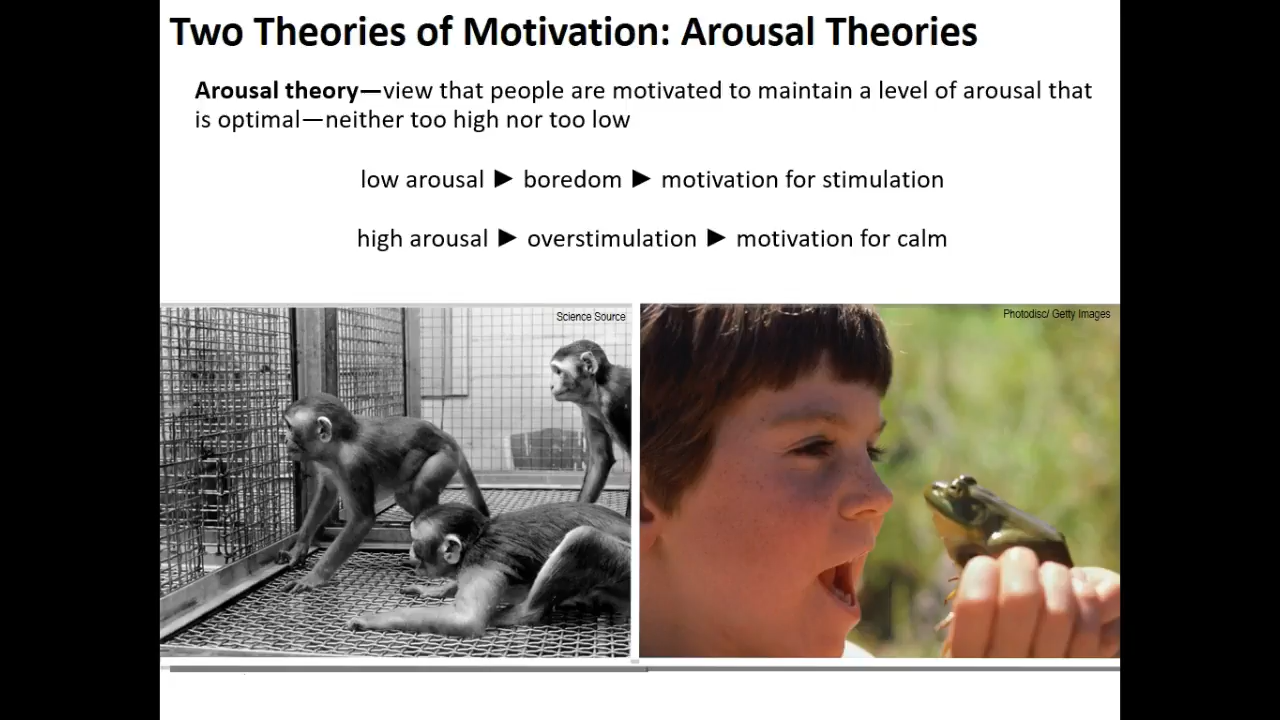 Two Theories of Motivation: Arousal Theories
Arousal theory—view that people are motivated to maintain a level of arousal that
is optimal—neither too high nor too low
low arousal ► boredom ► motivation for stimulation
high arousal ► overstimulation ► motivation for calm
Science Source
Photodisc/ Getty Images